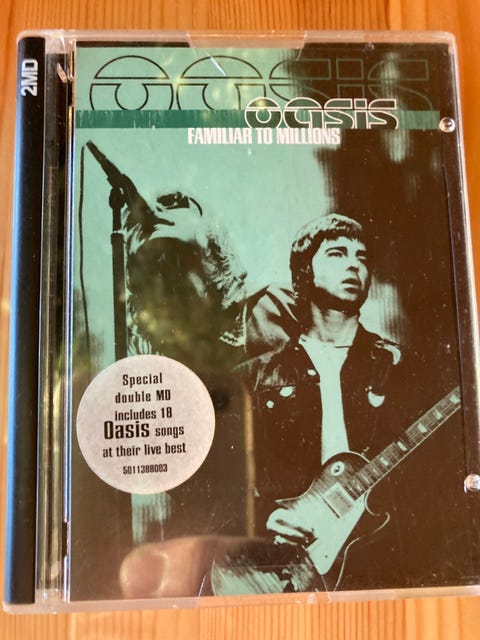 2MD
oasis
oasis
FAMILIAR TO MILLIONS
Special
double MD
includes 18
Oasis songs
at their live best
5011388003